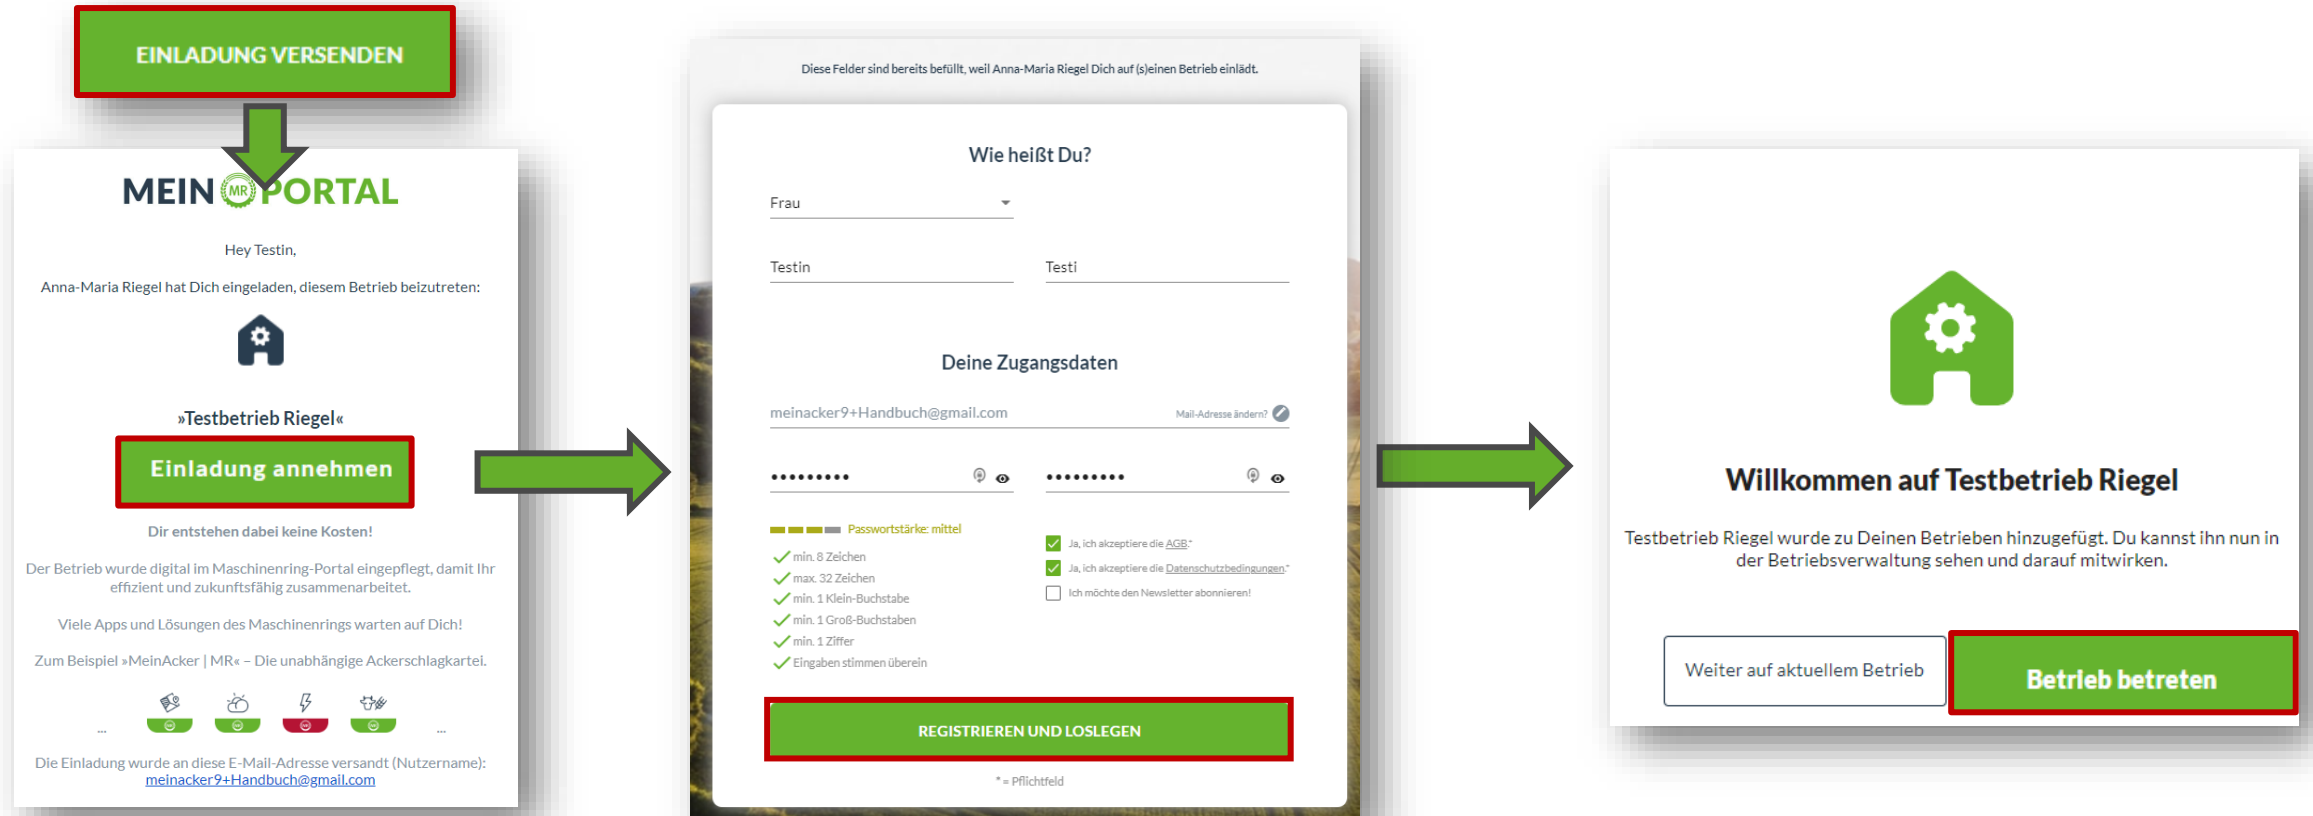 EINLADUNG VERSENDEN
MEIN MR PORTAL
Hey Testin,
Anna-Maria Riegel hat Dich eingeladen, diesem Betrieb beizutreten:
»Testbetrieb Riegel«
Einladung annehmen
Dir entstehen dabei keine Kosten!
Der Betrieb wurde digital im Maschinenring-Portal eingepflegt, damit Ihr
effizient und zukunftsfähig zusammenarbeitet.
Viele Apps und Lösungen des Maschinenrings warten auf Dich!
Zum Beispiel »MeinAcker | MR« – Die unabhängige Ackerschlagkartei.
... ...
Die Einladung wurde an diese E-Mail-Adresse versandt (Nutzername):
meinacker9+Handbuch@gmail.com
Diese Felder sind bereits befüllt, weil Anna-Maria Riegel Dich auf (s)einen Betrieb einlädt.
Wie heißt Du?
Frau
Testin Testi
Deine Zugangsdaten
meinacker9+Handbuch@gmail.com Mail-Adresse ändern?
••••••••• •••••••••
Passwortstärke: mittel
min. 8 Zeichen
max. 32 Zeichen
min. 1 Klein-Buchstabe
min. 1 Groß-Buchstaben
min. 1 Ziffer
Eingaben stimmen überein
Ja, ich akzeptiere die AGB.*
Ja, ich akzeptiere die Datenschutzbedingungen.*
Ich möchte den Newsletter abonnieren!
REGISTRIEREN UND LOSLEGEN
* = Pflichtfeld
Willkommen auf Testbetrieb Riegel
Testbetrieb Riegel wurde zu Deinen Betrieben hinzugefügt. Du kannst ihn nun in
der Betriebsverwaltung sehen und darauf mitwirken.
Weiter auf aktuellem Betrieb
Betrieb betreten